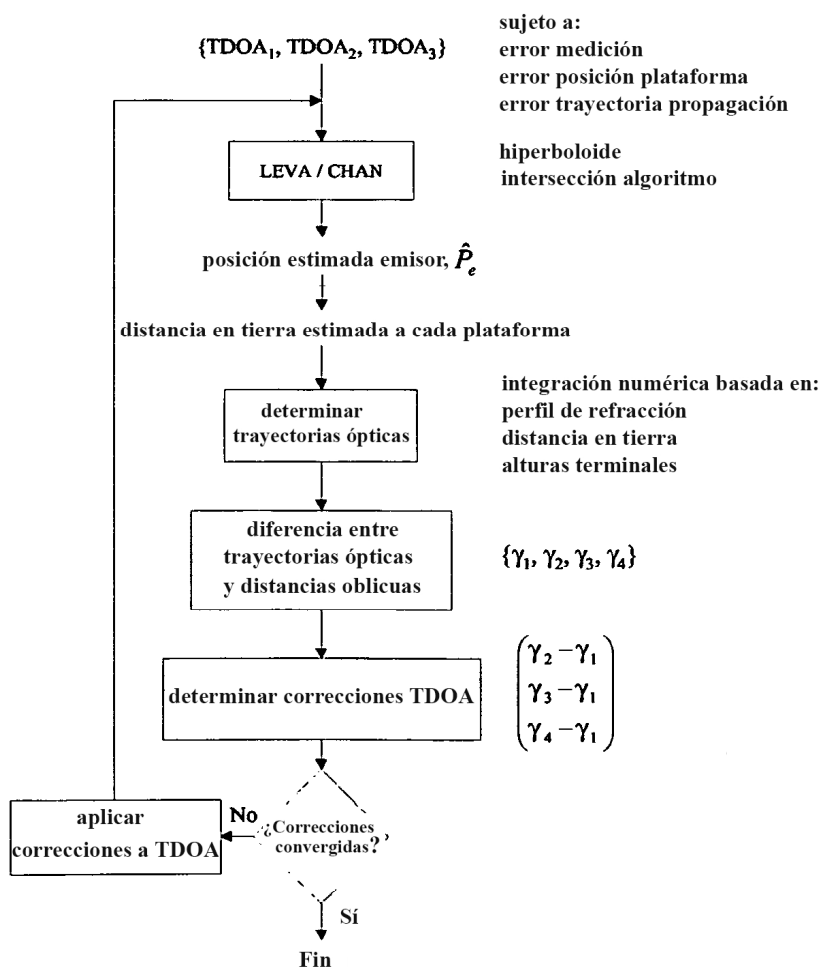 {TDOA₁, TDOA₂, TDOA₃}
sujeto a:
error medición
error posición plataforma
error trayectoria propagación
LEVA / CHAN
hiperboloide
intersección algoritmo
posición estimada emisor, P̂ₑ
distancia en tierra estimada a cada plataforma
determinar
trayectorias ópticas
integración numérica basada en:
perfil de refracción
distancia en tierra
alturas terminales
diferencia entre
trayectorias ópticas
y distancias oblicuas
{γ₁, γ₂, γ₃, γ₄}
determinar correcciones TDOA
γ₂ − γ₁
γ₃ − γ₁
γ₄ − γ₁
¿Correcciones
convergidas?
No
aplicar
correcciones a TDOA
Sí
Fin